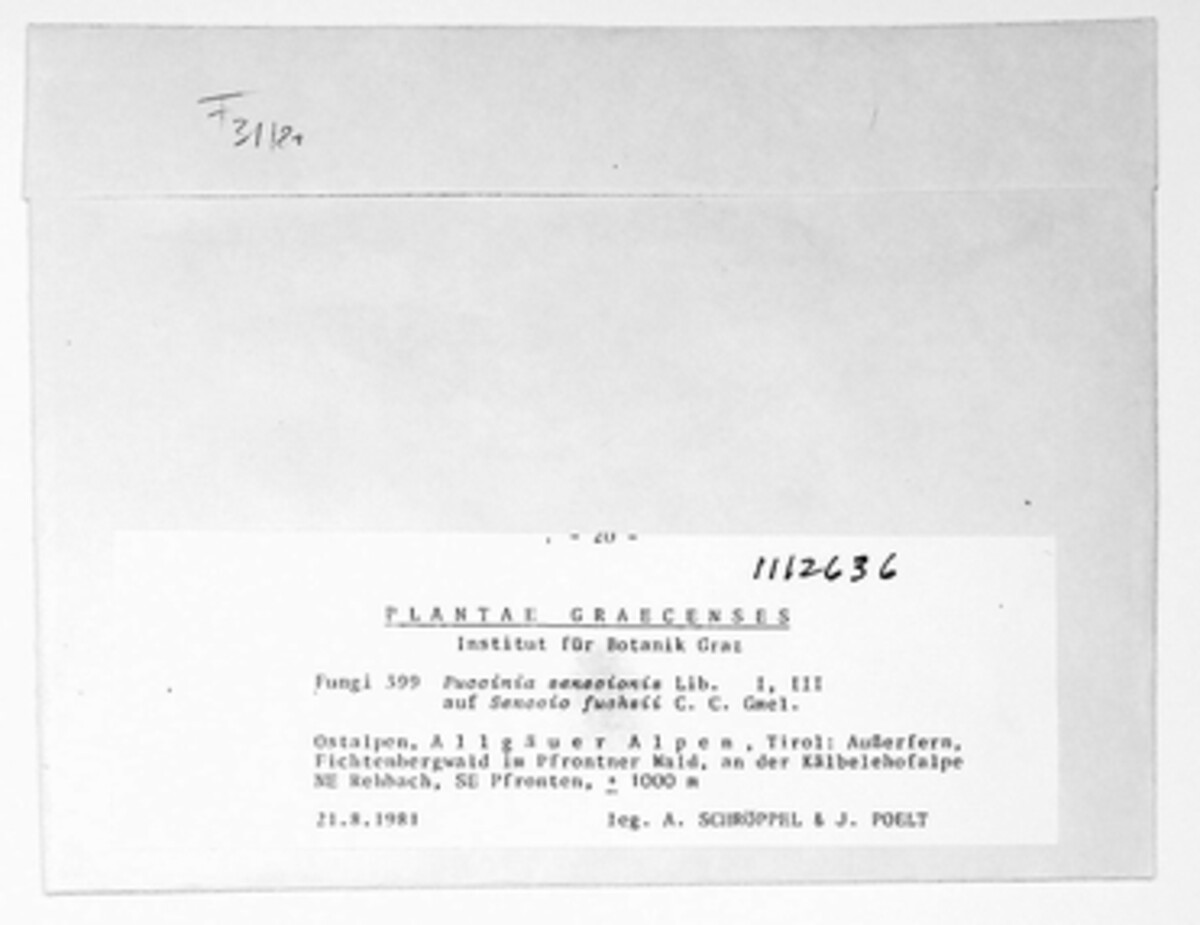 - 20 -
1112636
PLANTAE GRAECENSES
Institut für Botanik Graz
Fungi 399 Puccinia senecionis Lib. I, III
auf Senecio fuchsii C. C. Gmel.
Ostalpen, Allgäuer Alpen, Tirol: Außerfern,
Fichtenbergwald im Pfrontner Wald, an der Kälbelehofalpe
NE Rehbach, SE Pfronten, ± 1000 m
21.8.1981 leg. A. SCHRÖPPEL & J. POELT